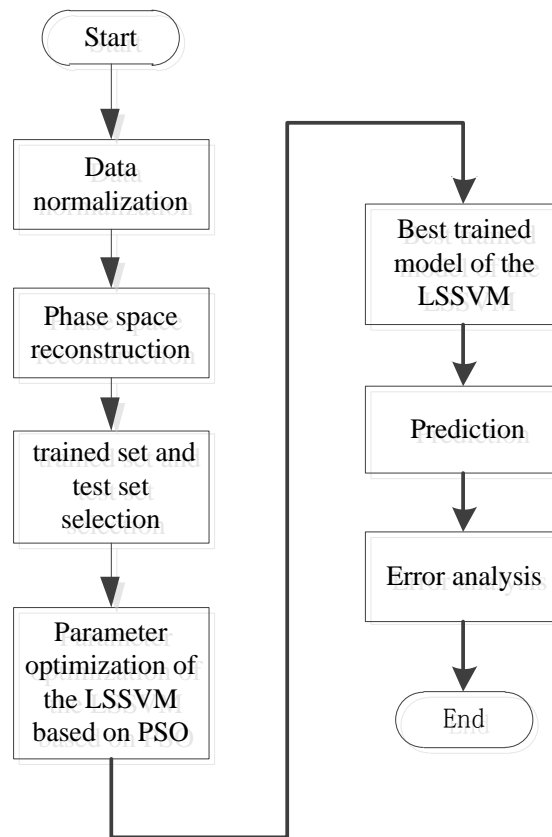 Start
Data
normalization
Phase space
reconstruction
trained set and
test set
selection
Parameter
optimization of
the LSSVM
based on PSO
Best trained
model of the
LSSVM
Prediction
Error analysis
End